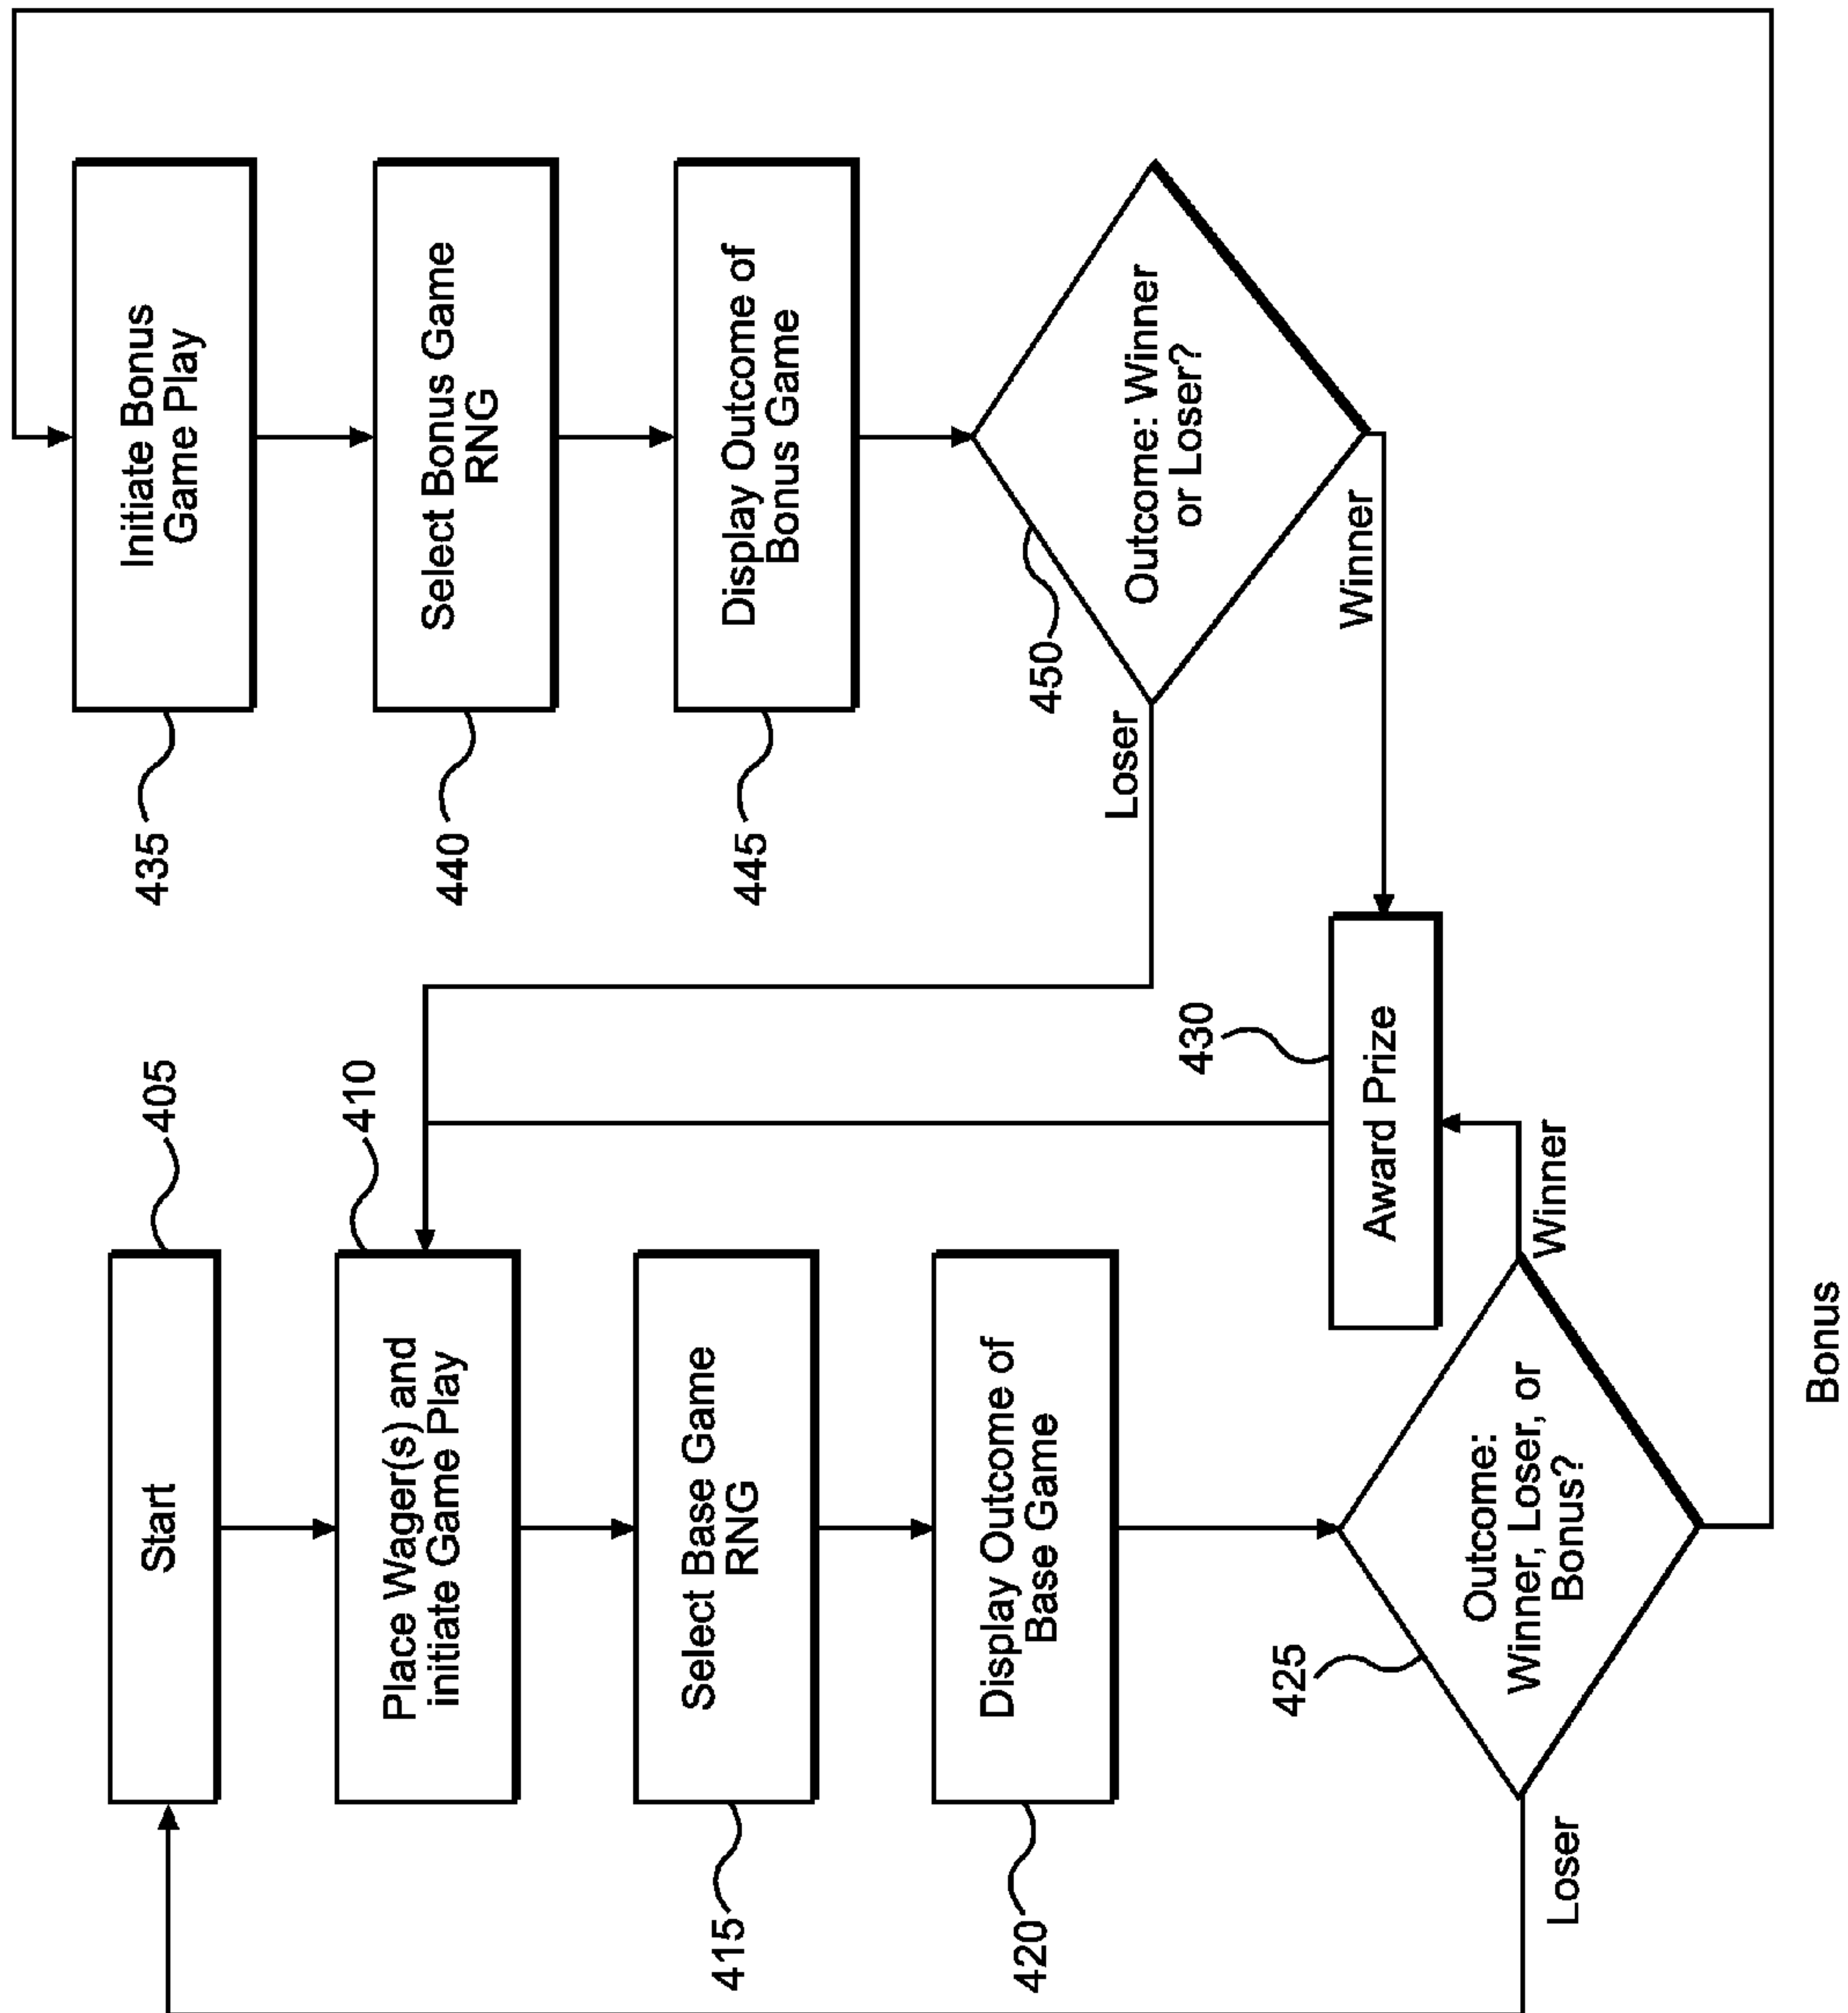 Start
405
Place Wager(s) and
initiate Game Play
410
Select Base Game
RNG
415
Display Outcome of
Base Game
420
Outcome:
Winner, Loser, or
Bonus?
425
Loser
Winner
Bonus
Award Prize
430
Initiate Bonus
Game Play
435
Select Bonus Game
RNG
440
Display Outcome of
Bonus Game
445
Outcome: Winner
or Loser?
450
Loser
Winner